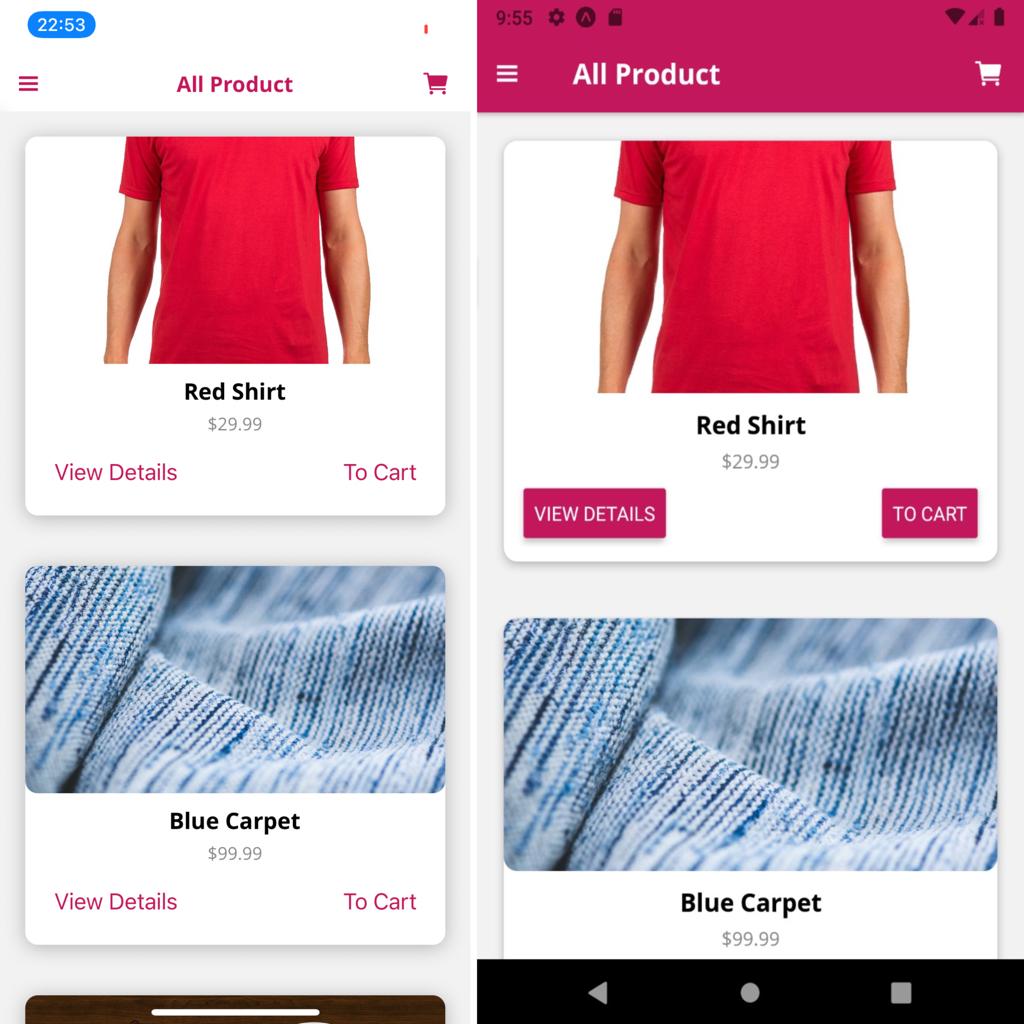 22:53
All Product
Red Shirt
$29.99
View Details To Cart
Blue Carpet
$99.99
View Details To Cart
9:55
All Product
Red Shirt
$29.99
VIEW DETAILS TO CART
Blue Carpet
$99.99